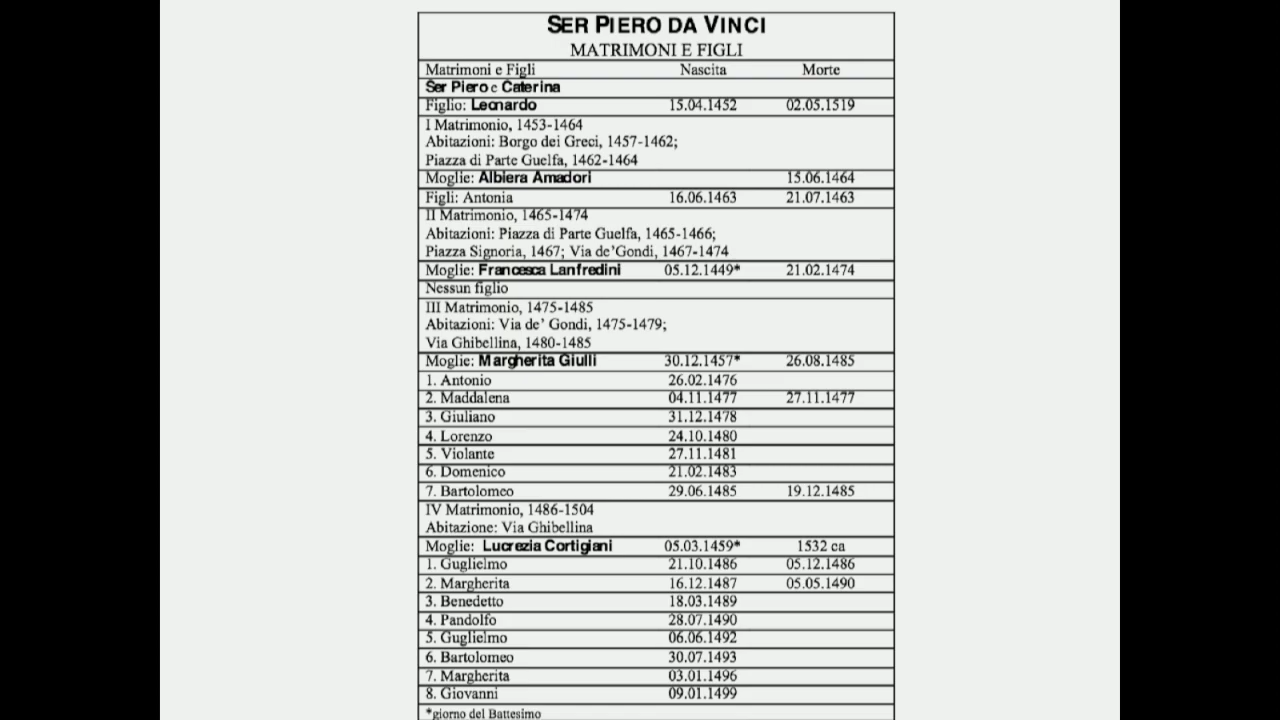 SER PIERO DA VINCI
MATRIMONI E FIGLI
Matrimoni e Figli Nascita Morte
Ser Piero e Caterina
Figlio: Leonardo 15.04.1452 02.05.1519
I Matrimonio, 1453-1464
Abitazioni: Borgo dei Greci, 1457-1462;
Piazza di Parte Guelfa, 1462-1464
Moglie: Albiera Amadori 15.06.1464
Figli: Antonia 16.06.1463 21.07.1463
II Matrimonio, 1465-1474
Abitazioni: Piazza di Parte Guelfa, 1465-1466;
Piazza Signoria, 1467; Via de'Gondi, 1467-1474
Moglie: Francesca Lanfredini 05.12.1449* 21.02.1474
Nessun figlio
III Matrimonio, 1475-1485
Abitazioni: Via de' Gondi, 1475-1479;
Via Ghibellina, 1480-1485
Moglie: Margherita Giulli 30.12.1457* 26.08.1485
1. Antonio 26.02.1476
2. Maddalena 04.11.1477 27.11.1477
3. Giuliano 31.12.1478
4. Lorenzo 24.10.1480
5. Violante 27.11.1481
6. Domenico 21.02.1483
7. Bartolomeo 29.06.1485 19.12.1485
IV Matrimonio, 1486-1504
Abitazione: Via Ghibellina
Moglie: Lucrezia Cortigiani 05.03.1459* 1532 ca
1. Guglielmo 21.10.1486 05.12.1486
2. Margherita 16.12.1487 05.05.1490
3. Benedetto 18.03.1489
4. Pandolfo 28.07.1490
5. Guglielmo 06.06.1492
6. Bartolomeo 30.07.1493
7. Margherita 03.01.1496
8. Giovanni 09.01.1499
*giorno del Battesimo